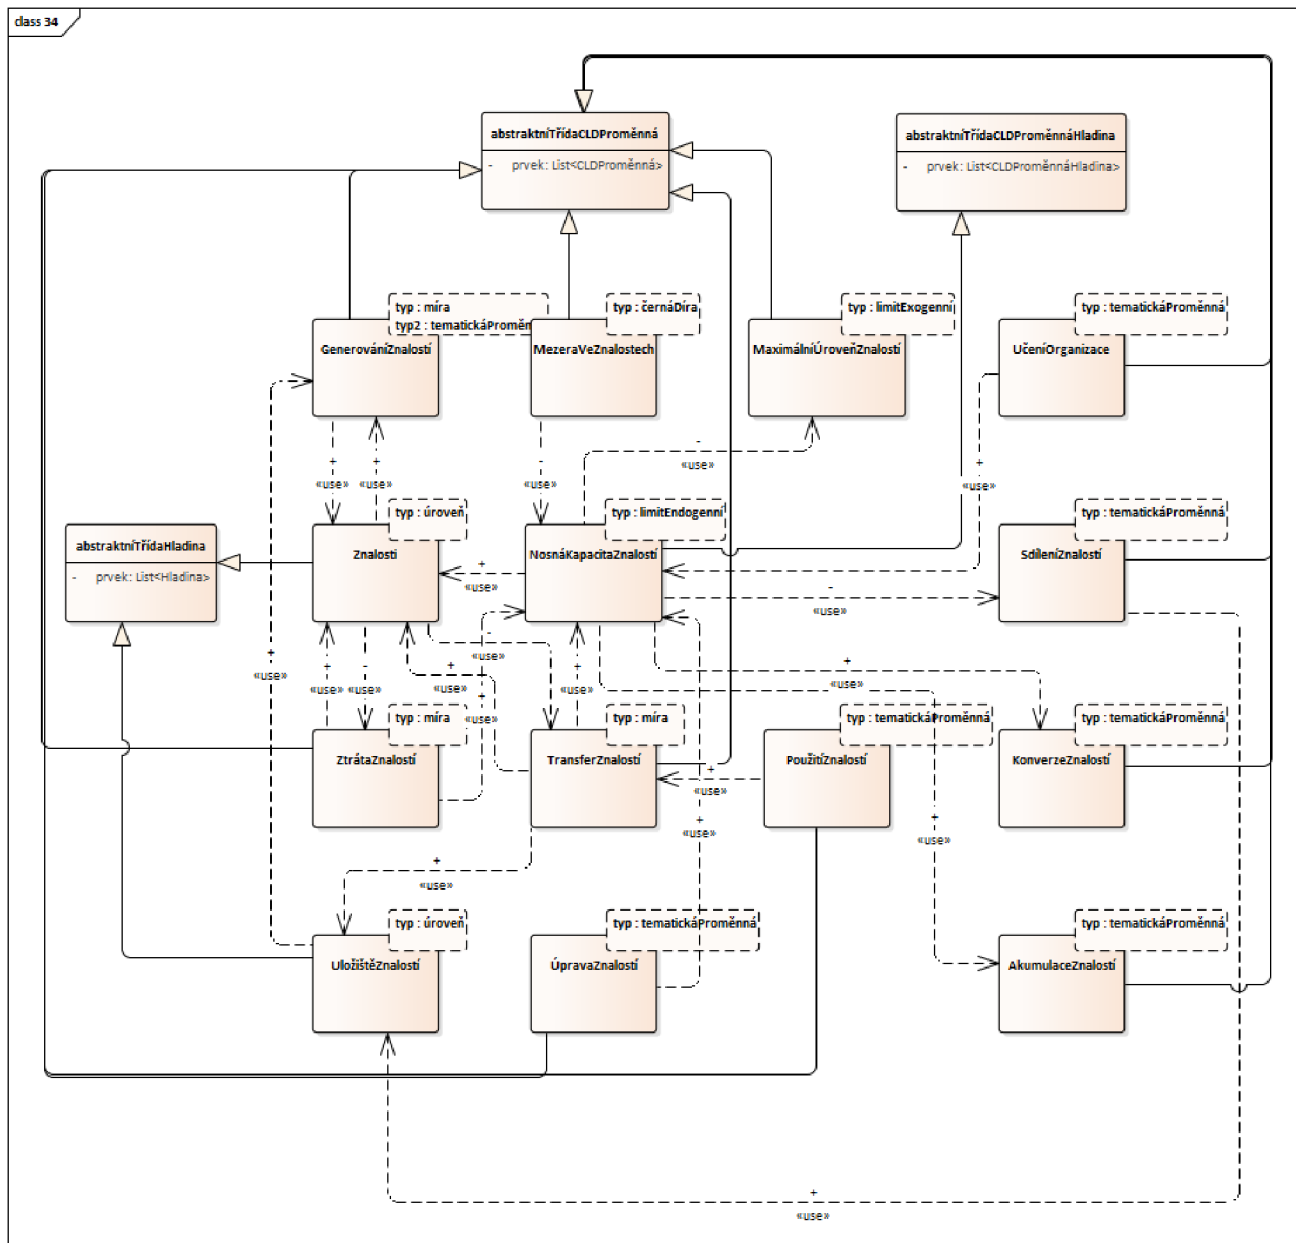 class 34
abstraktníTřídaCLDProměnná
- prvek: List<CLDProměnná>
abstraktníTřídaCLDProměnnáHladina
- prvek: List<CLDProměnnáHladina>
typ : míra
typ2 : tematickáProměn
GenerováníZnalostí
typ : černáDíra
MezeraVeZnalostech
typ : limitExogenní
MaximálníÚroveňZnalostí
typ : tematickáProměnná
UčeníOrganizace
+
«use»
+
«use»
-
«use»
-
«use»
+
«use»
typ : úroveň
Znalosti
typ : limitEndogenní
NosnáKapacitaZnalostí
typ : tematickáProměnná
SdíleníZnalostí
abstraktníTřídaHladina
- prvek: List<Hladina>
+
«use»
-
«use»
+
«use»
+
«use»
-
«use»
+
«use»
-
«use»
+
«use»
+
«use»
+
«use»
typ : míra
ZtrátaZnalostí
typ : míra
TransferZnalostí
typ : tematickáProměnná
PoužitíZnalostí
typ : tematickáProměnná
KonverzeZnalostí
+
«use»
+
«use»
+
«use»
+
«use»
typ : úroveň
UložištěZnalostí
typ : tematickáProměnná
ÚpravaZnalostí
typ : tematickáProměnná
AkumulaceZnalostí
+
«use»